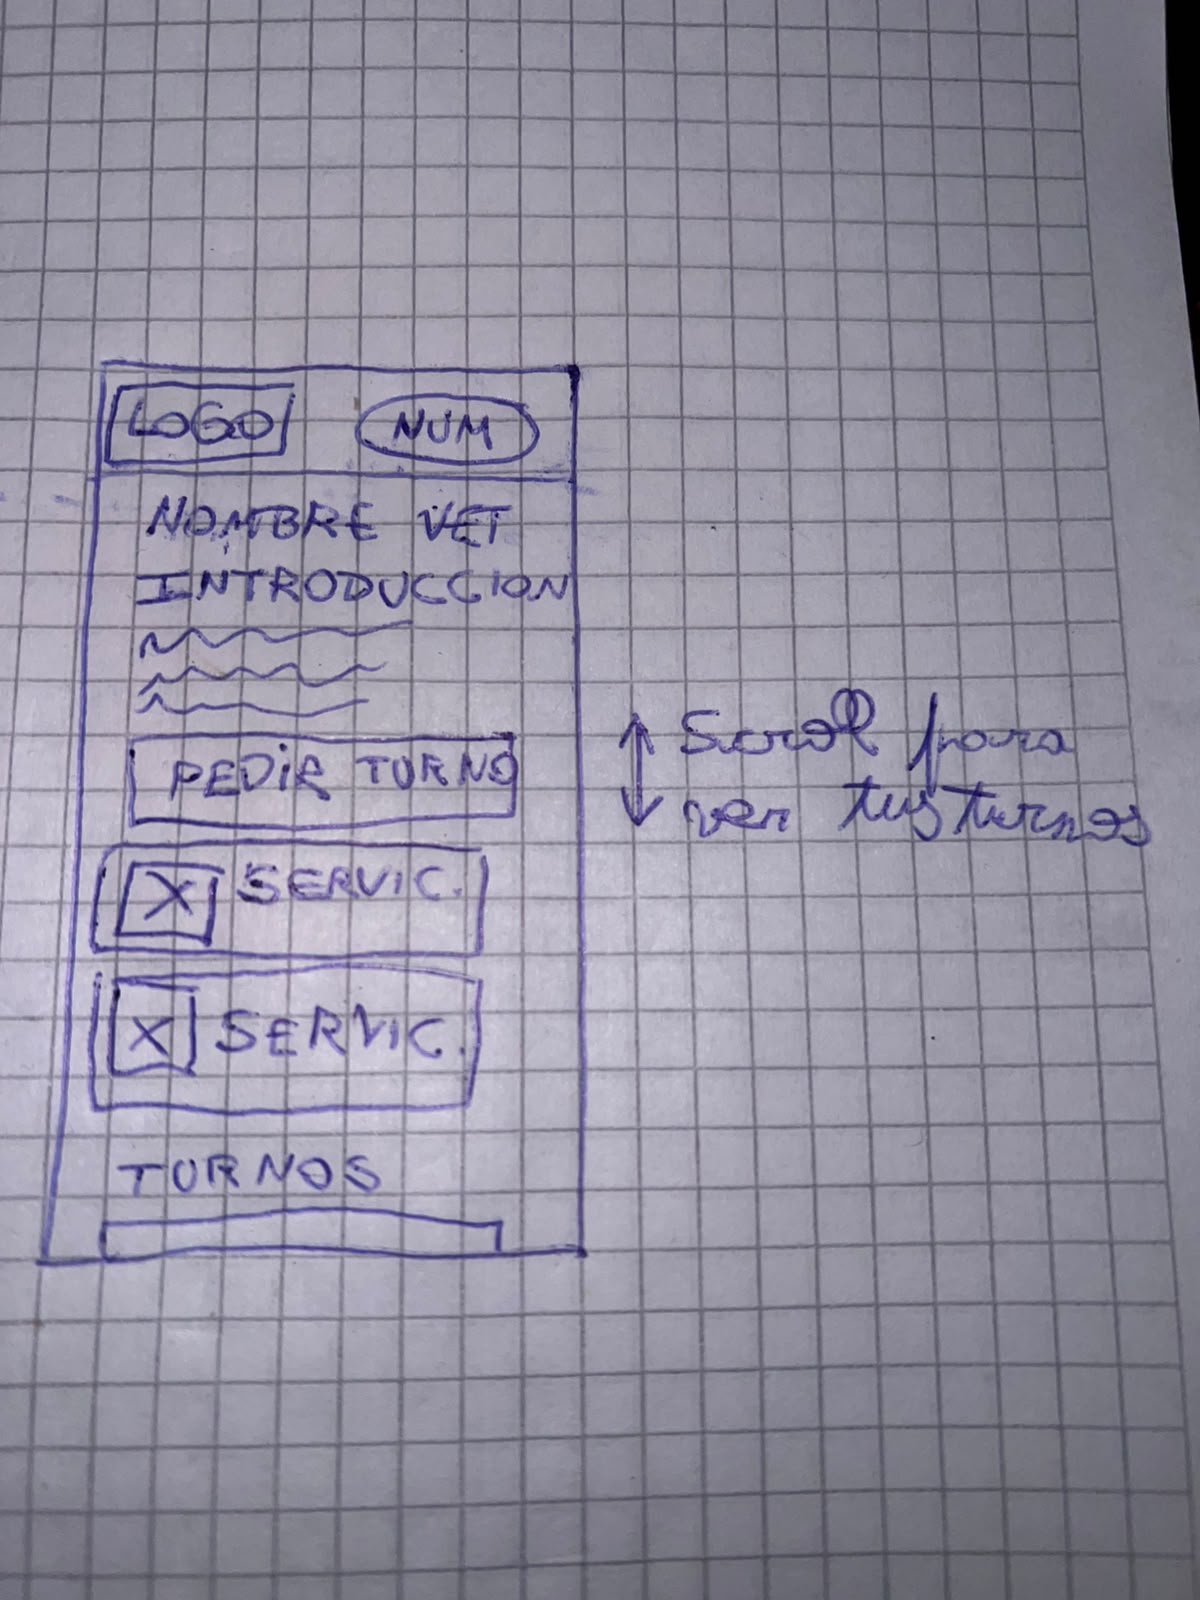 LOGO
NUM
NOMBRE VET
INTRODUCCION
PEDIR TURNO
Scroll para
ver tus turnos
X SERVIC.
X SERVIC.
TURNOS